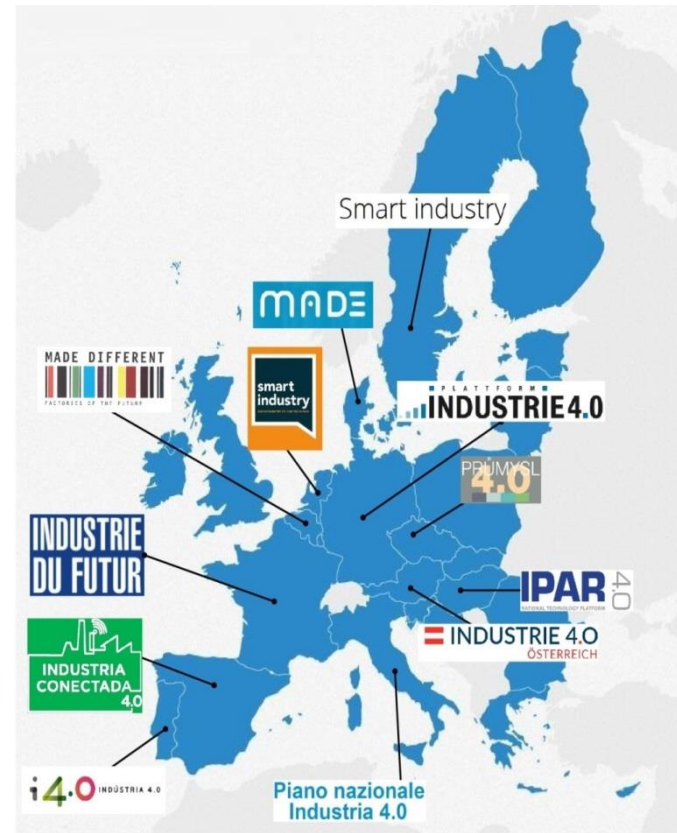 Smart industry
MADE
MADE DIFFERENT
FACTORIES OF THE FUTURE
smart
industry
PLATTFORM
INDUSTRIE 4.0
PRŮMYSL
4.0
INDUSTRIE
DU FUTUR
IPAR 4.0
NATIONAL TECHNOLOGY PLATFORM
INDUSTRIE 4.0
ÖSTERREICH
INDUSTRIA
CONECTADA
4.0
i4.0 INDÚSTRIA 4.0
Piano nazionale
Industria 4.0